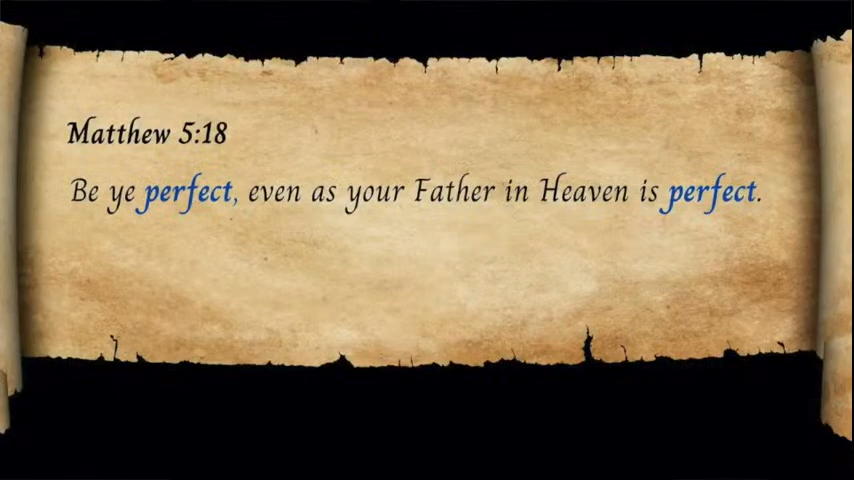 Matthew 5:18
Be ye perfect, even as your Father in Heaven is perfect.